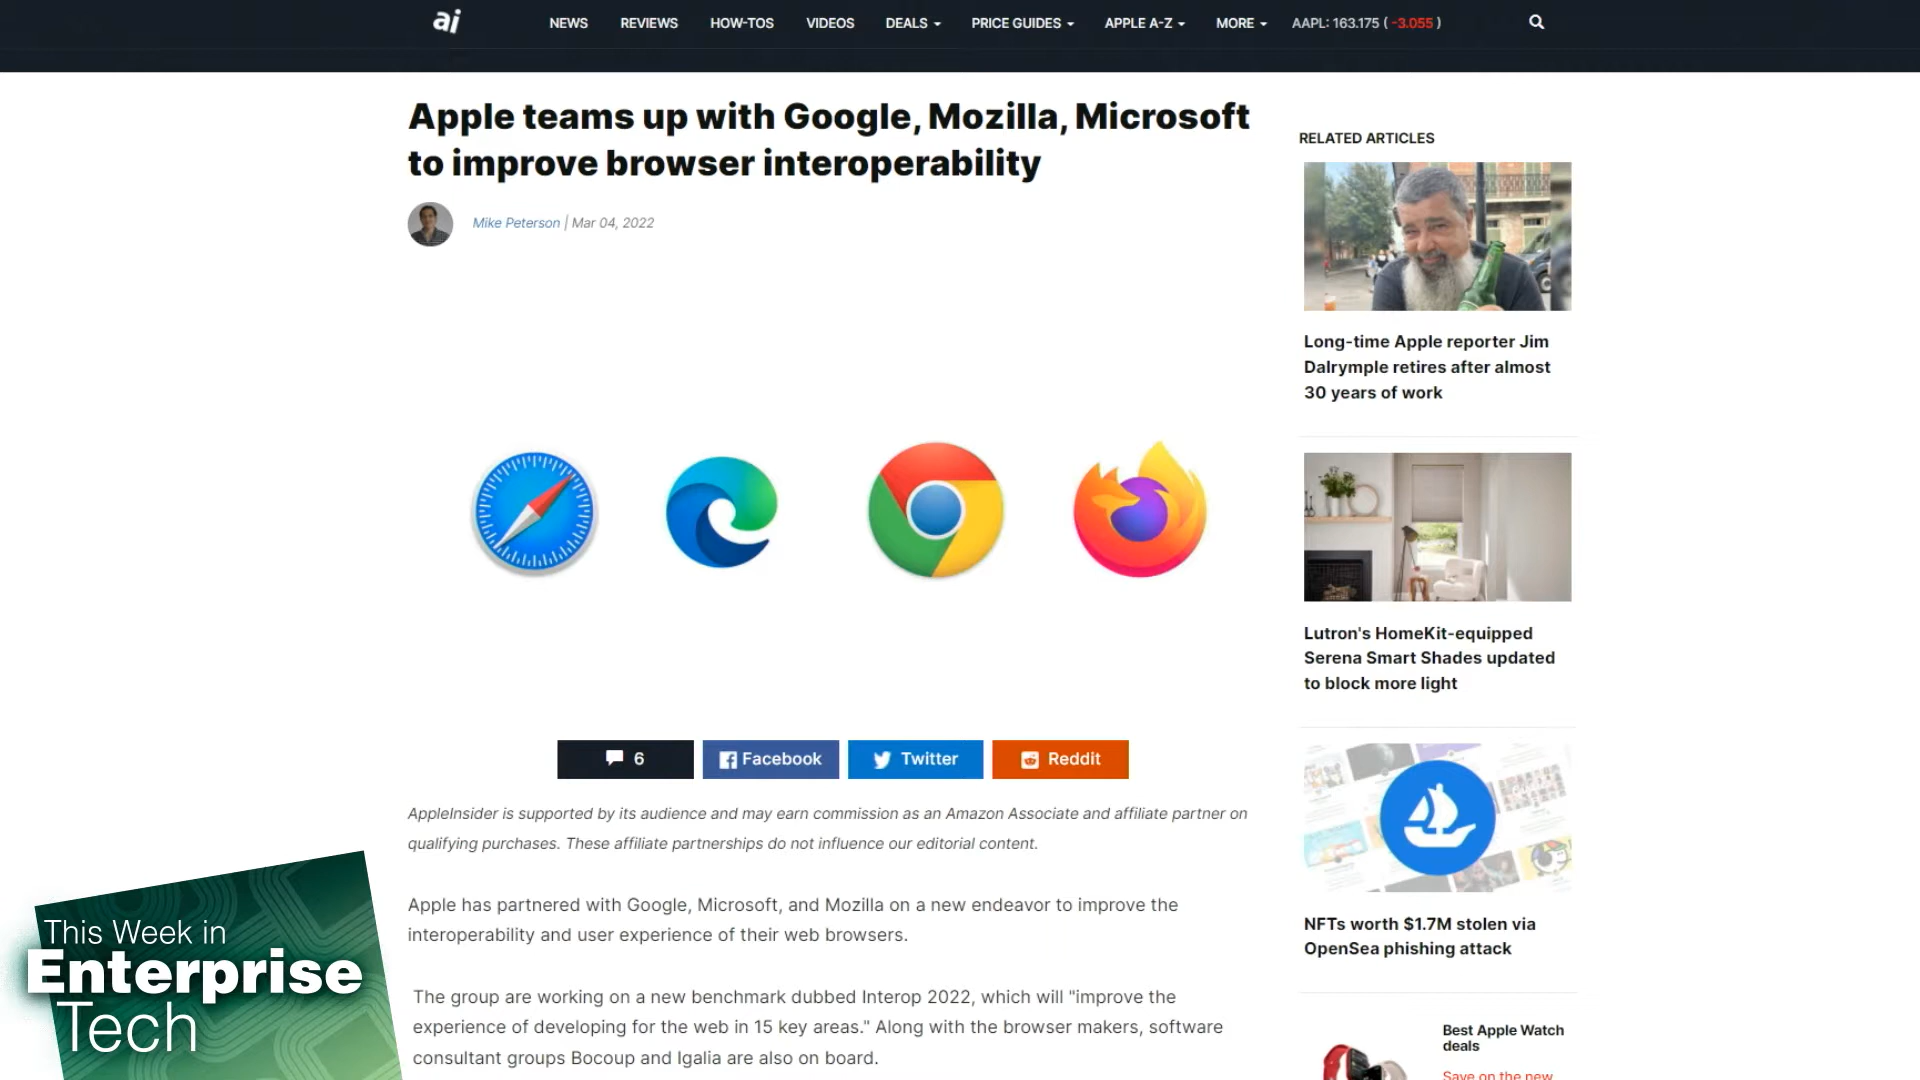 ai
NEWS
REVIEWS
HOW-TOS
VIDEOS
DEALS
PRICE GUIDES
APPLE A-Z
MORE
AAPL: 163.175 ( -3.055 )
Apple teams up with Google, Mozilla, Microsoft
to improve browser interoperability
Mike Peterson | Mar 04, 2022
6
Facebook
Twitter
Reddit
AppleInsider is supported by its audience and may earn commission as an Amazon Associate and affiliate partner on
qualifying purchases. These affiliate partnerships do not influence our editorial content.
Apple has partnered with Google, Microsoft, and Mozilla on a new endeavor to improve the
interoperability and user experience of their web browsers.
The group are working on a new benchmark dubbed Interop 2022, which will "improve the
experience of developing for the web in 15 key areas." Along with the browser makers, software
consultant groups Bocoup and Igalia are also on board.
RELATED ARTICLES
Long-time Apple reporter Jim
Dalrymple retires after almost
30 years of work
Lutron's HomeKit-equipped
Serena Smart Shades updated
to block more light
NFTs worth $1.7M stolen via
OpenSea phishing attack
Best Apple Watch
deals
Save on the new
This Week in
Enterprise
Tech